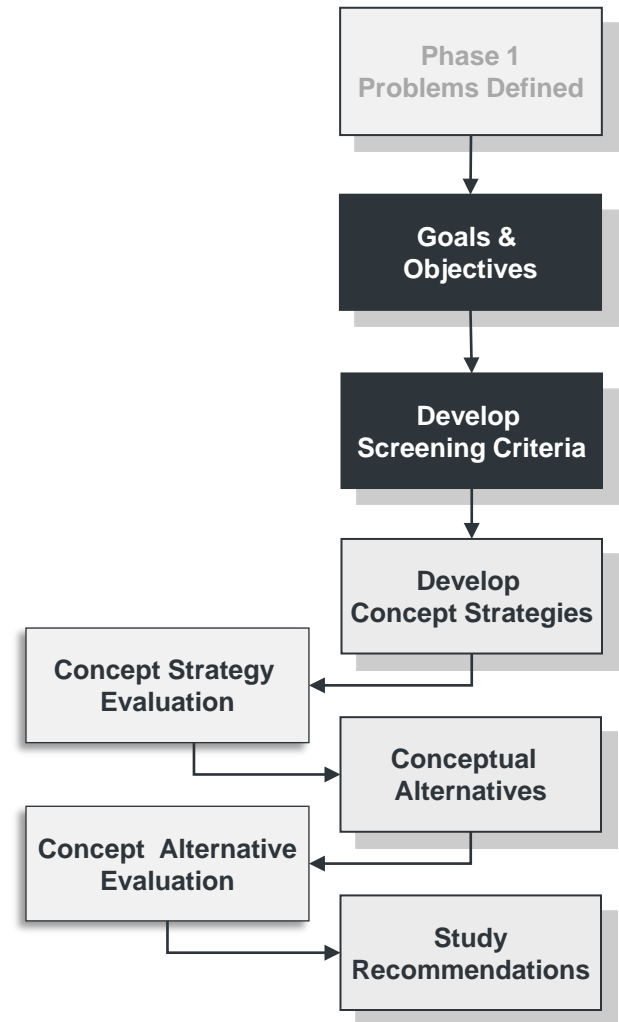 Phase 1
Problems Defined
Goals &
Objectives
Develop
Screening Criteria
Develop
Concept Strategies
Concept Strategy
Evaluation
Conceptual
Alternatives
Concept Alternative
Evaluation
Study
Recommendations